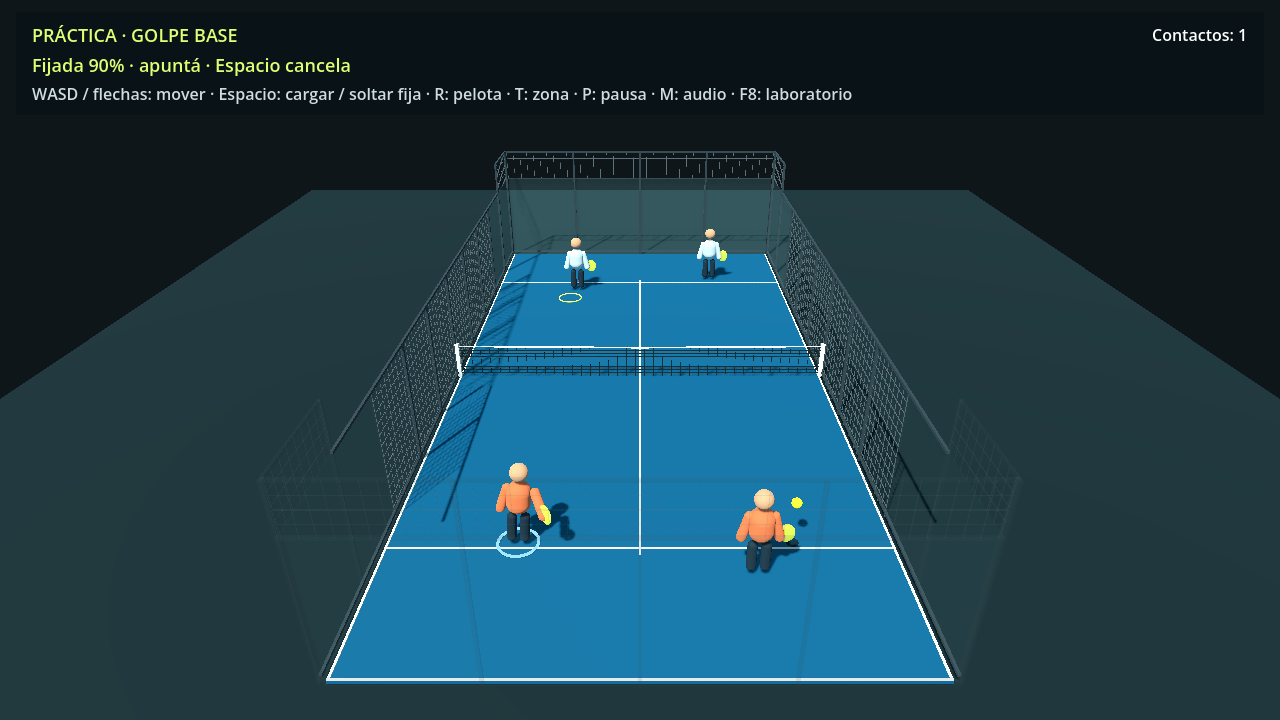 PRÁCTICA · GOLPE BASE
Contactos: 1
Fijada 90% · apuntá · Espacio cancela
WASD / flechas: mover · Espacio: cargar / soltar fija · R: pelota · T: zona · P: pausa · M: audio · F8: laboratorio